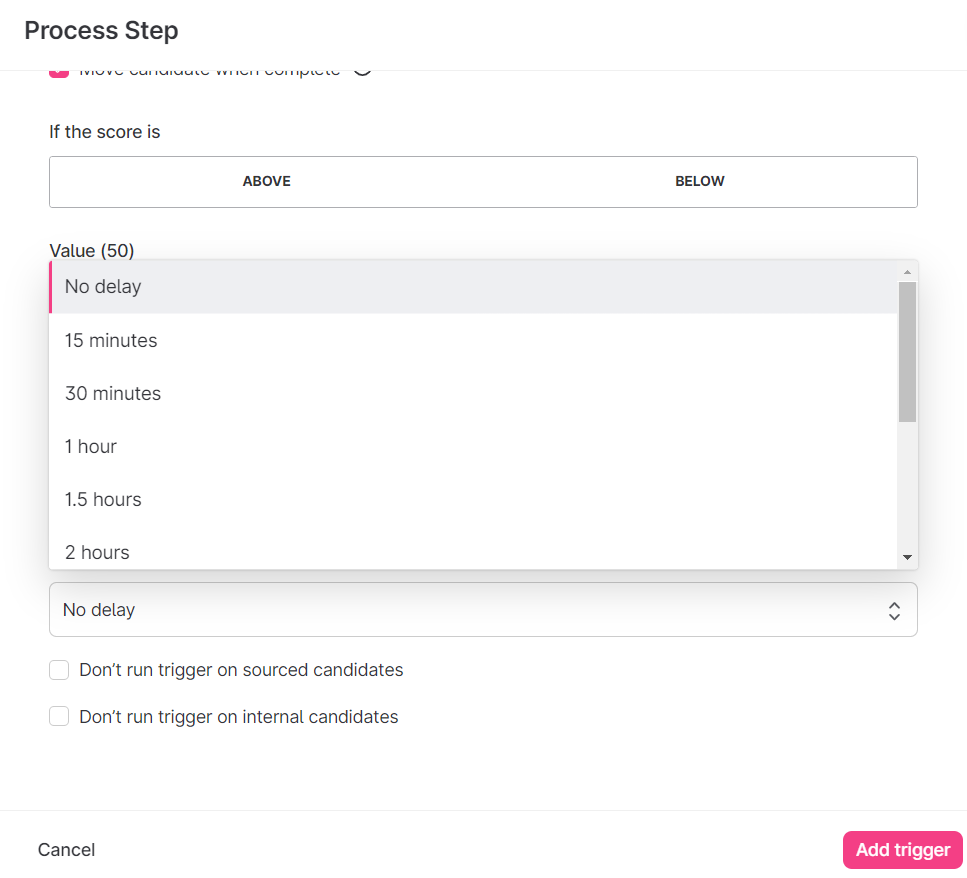 Process Step
Move candidate when complete
If the score is
ABOVE
BELOW
Value (50)
No delay
15 minutes
30 minutes
1 hour
1.5 hours
2 hours
No delay
Don’t run trigger on sourced candidates
Don’t run trigger on internal candidates
Cancel
Add trigger